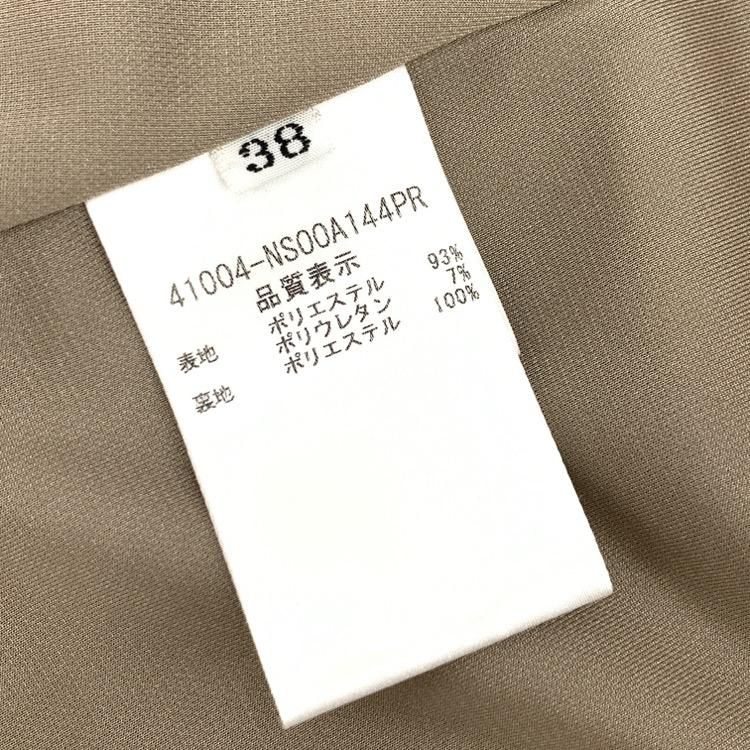 38
41004-NS00A144PR
品質表示
表地 ポリエステル 93%
ポリウレタン 7%
裏地 ポリエステル 100%